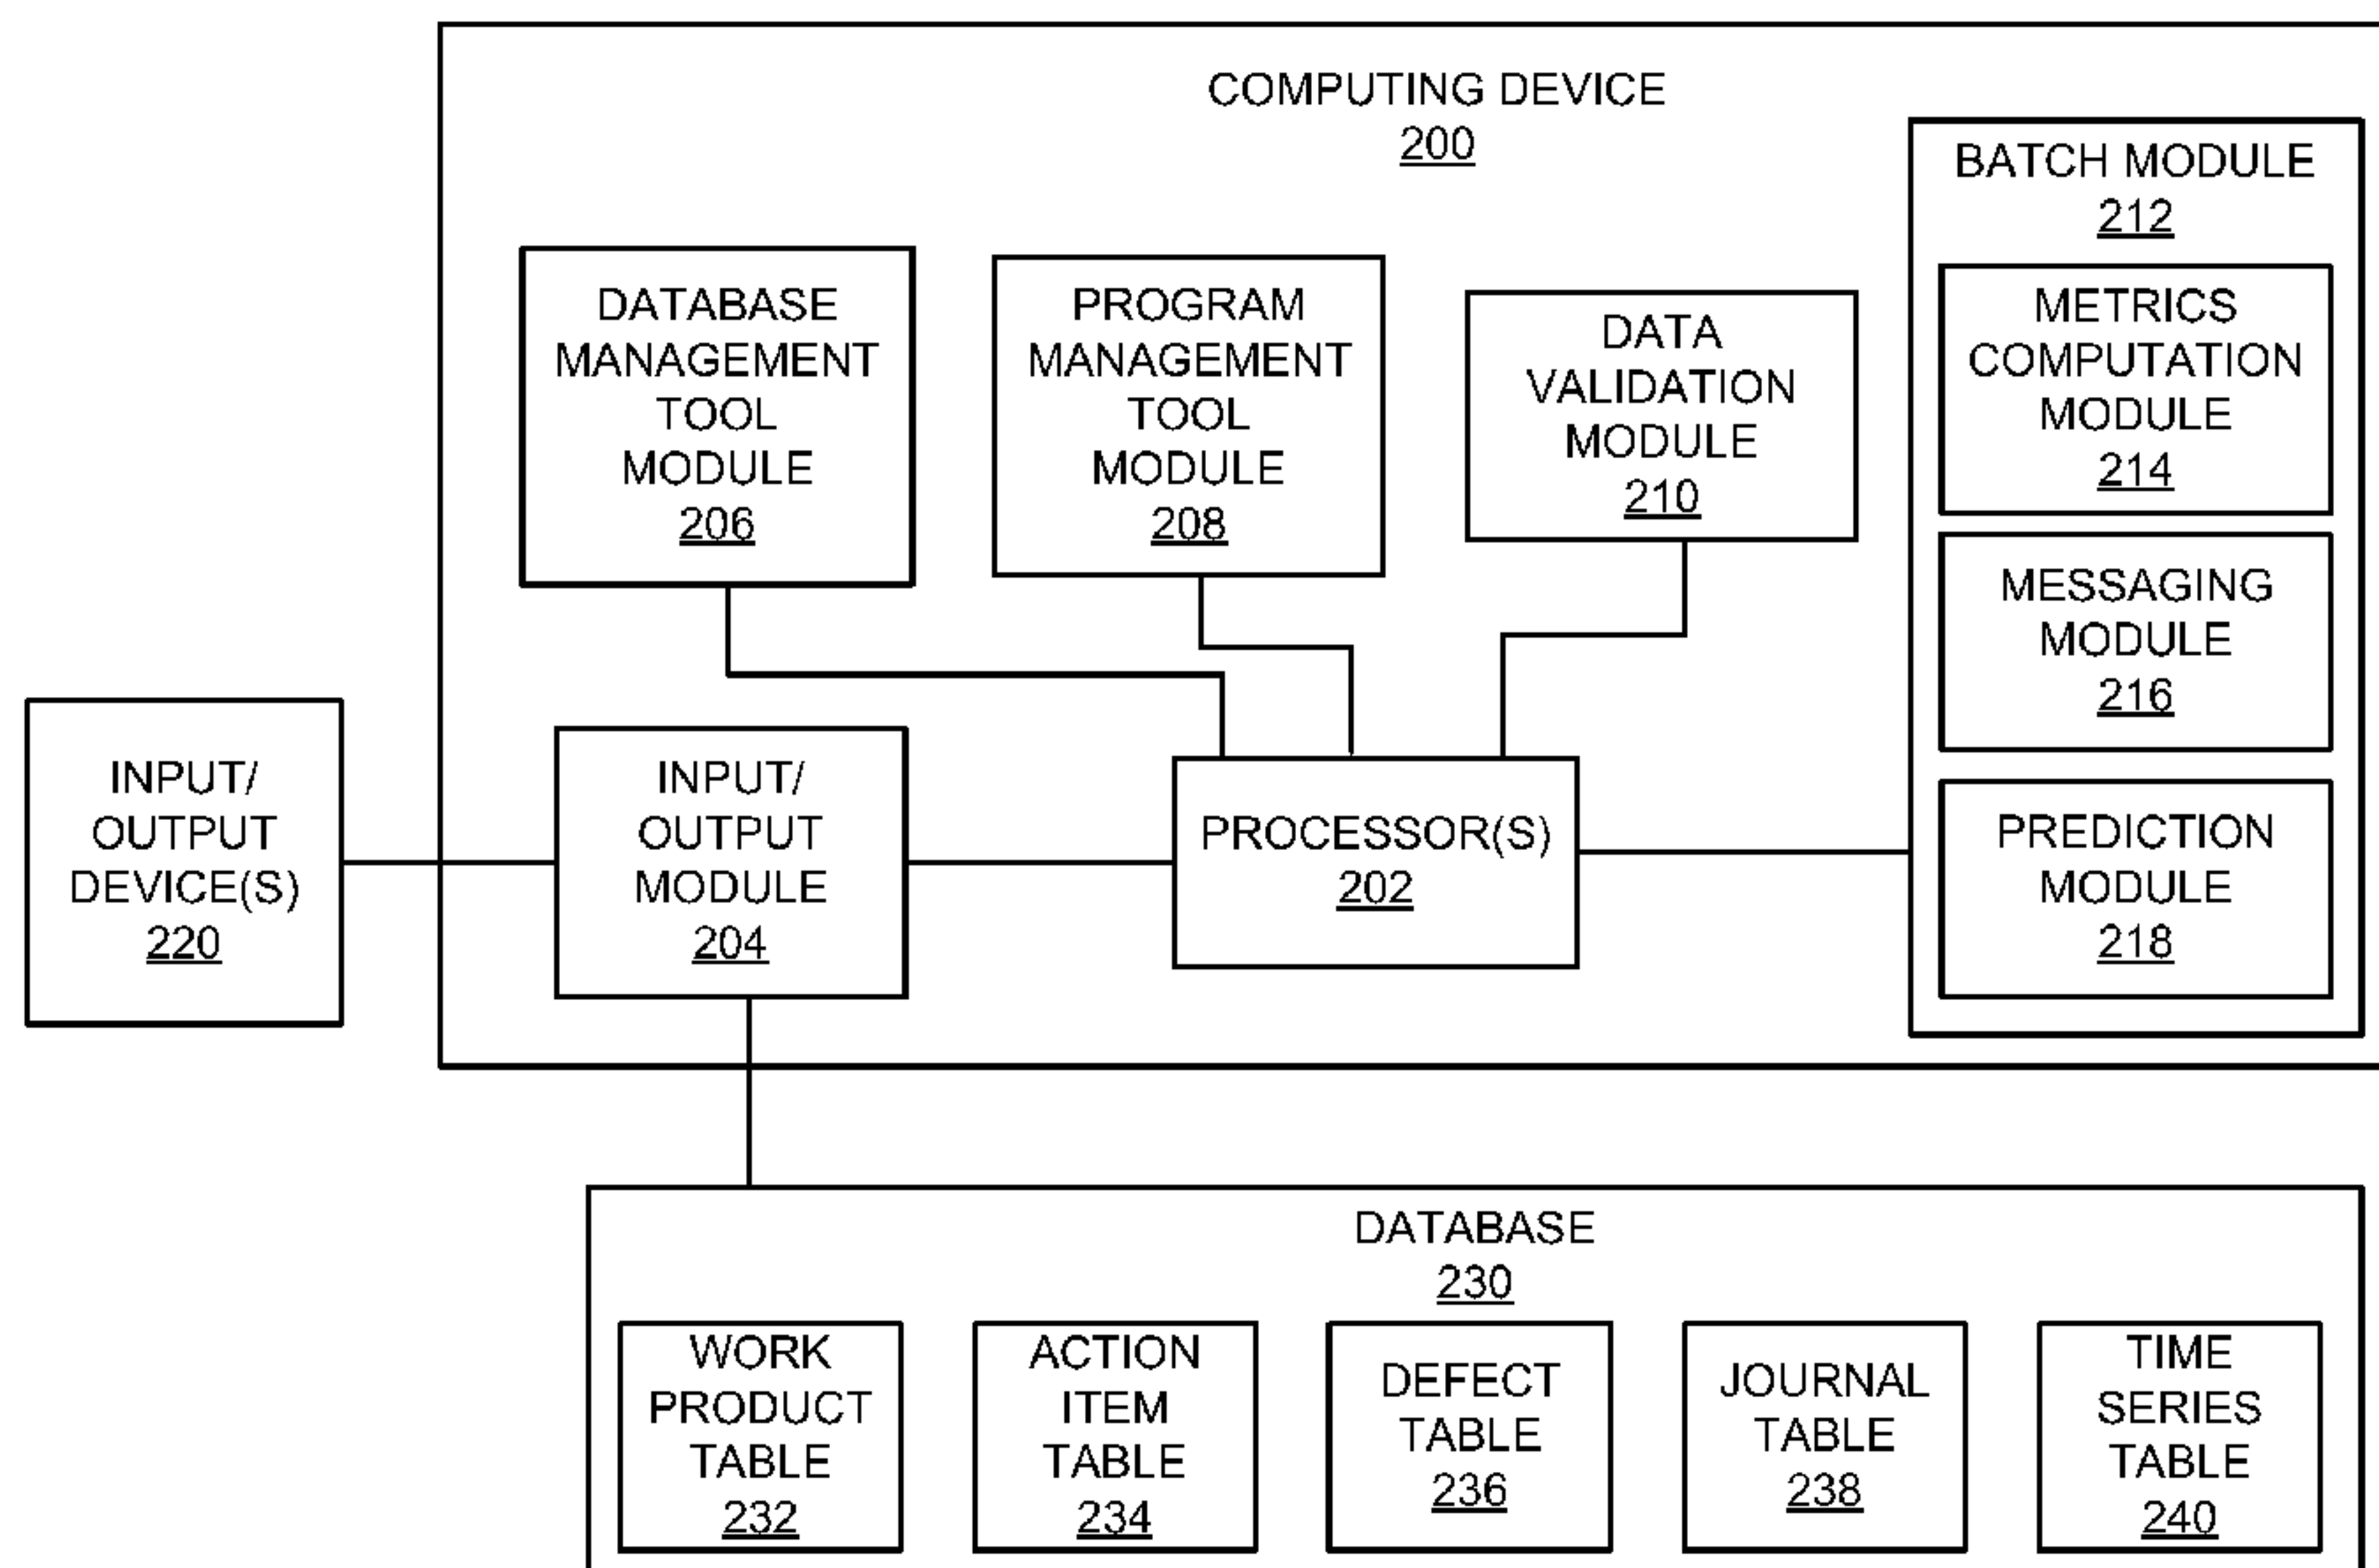 COMPUTING DEVICE
200
DATABASE
MANAGEMENT
TOOL
MODULE
206
PROGRAM
MANAGEMENT
TOOL
MODULE
208
DATA
VALIDATION
MODULE
210
BATCH MODULE
212
METRICS
COMPUTATION
MODULE
214
MESSAGING
MODULE
216
PREDICTION
MODULE
218
INPUT/
OUTPUT
DEVICE(S)
220
INPUT/
OUTPUT
MODULE
204
PROCESSOR(S)
202
DATABASE
230
WORK
PRODUCT
TABLE
232
ACTION
ITEM
TABLE
234
DEFECT
TABLE
236
JOURNAL
TABLE
238
TIME
SERIES
TABLE
240